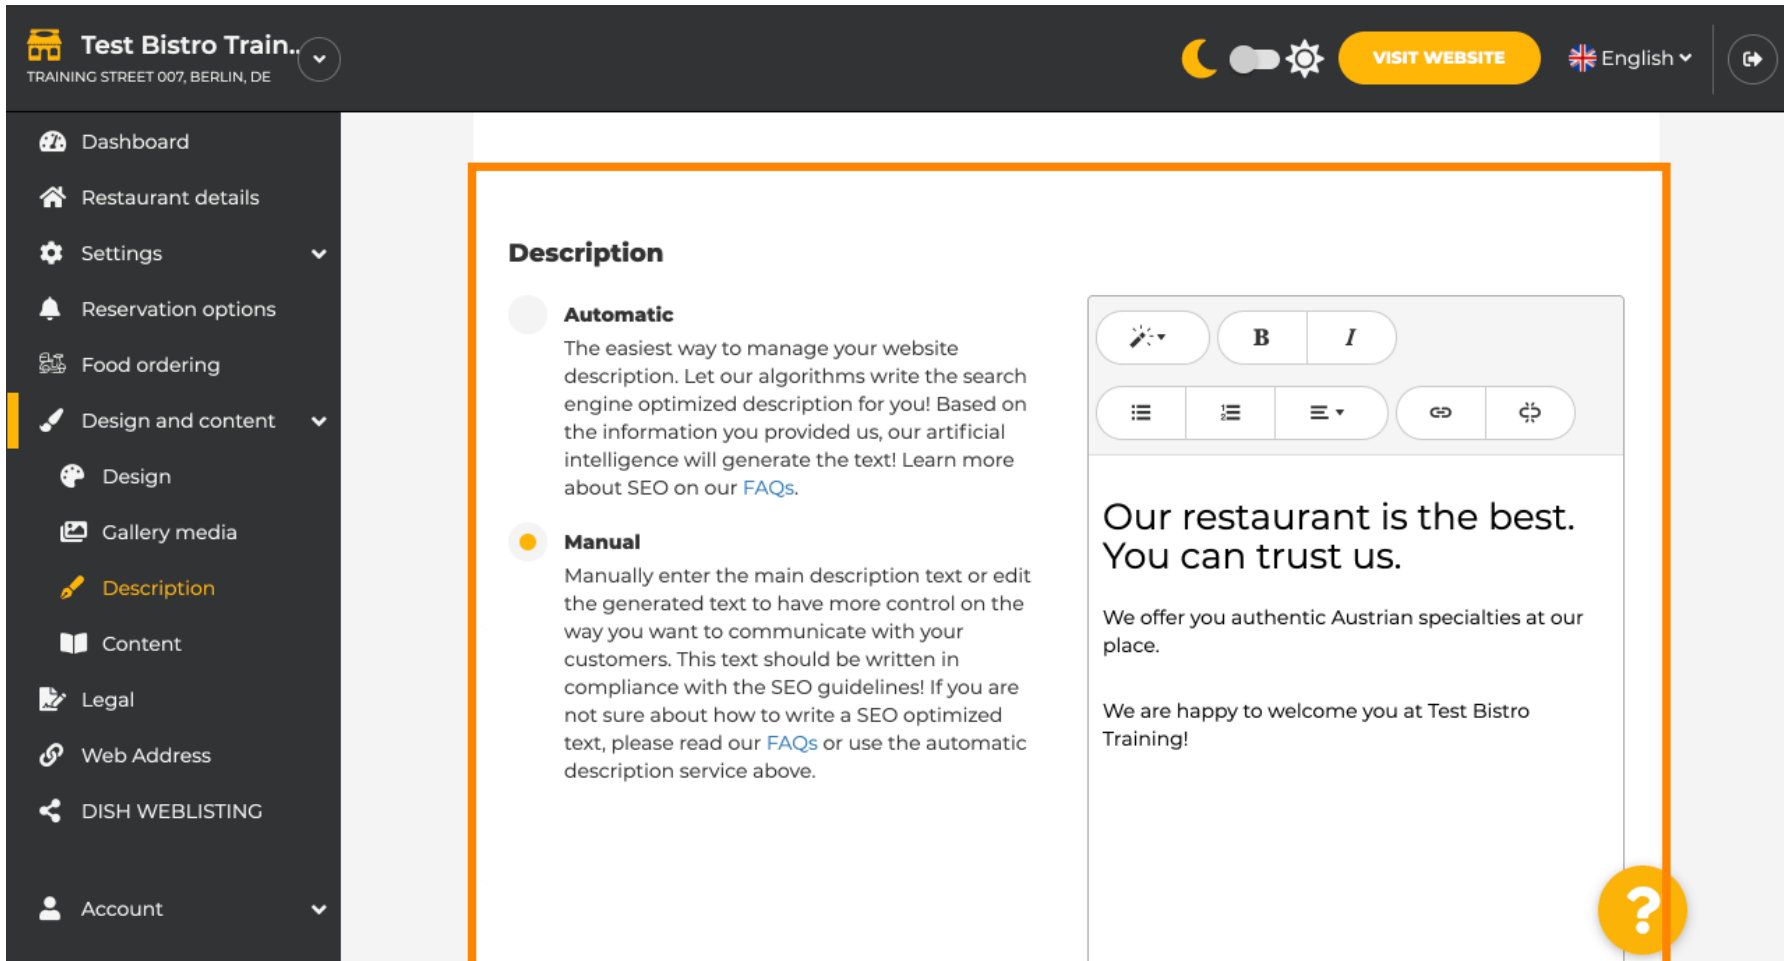 Test Bistro Train..
TRAINING STREET 007, BERLIN, DE
VISIT WEBSITE
English
Dashboard
Restaurant details
Settings
Reservation options
Food ordering
Design and content
Design
Gallery media
Description
Content
Legal
Web Address
DISH WEBLISTING
Account
Description
Automatic
The easiest way to manage your website
description. Let our algorithms write the search
engine optimized description for you! Based on
the information you provided us, our artificial
intelligence will generate the text! Learn more
about SEO on our FAQs.
Manual
Manually enter the main description text or edit
the generated text to have more control on the
way you want to communicate with your
customers. This text should be written in
compliance with the SEO guidelines! If you are
not sure about how to write a SEO optimized
text, please read our FAQs or use the automatic
description service above.
B I
Our restaurant is the best.
You can trust us.
We offer you authentic Austrian specialties at our
place.
We are happy to welcome you at Test Bistro
Training!
?